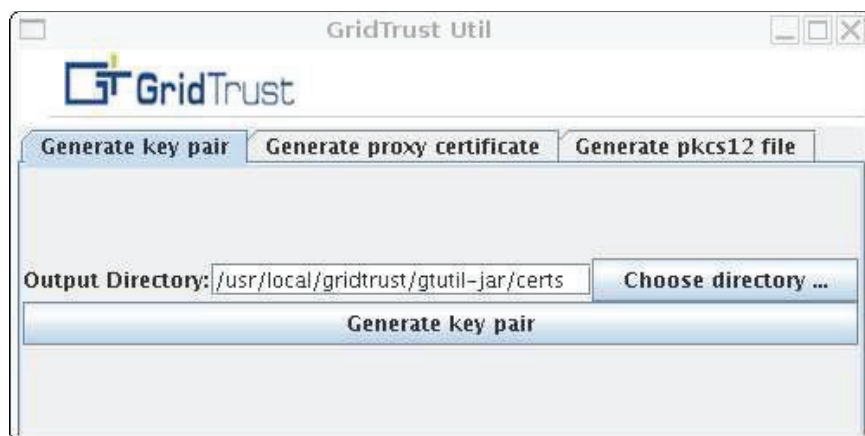 GridTrust Util
GridTrust
Generate key pair Generate proxy certificate Generate pkcs12 file
Output Directory: /usr/local/gridtrust/gtutil-jar/certs Choose directory ...
Generate key pair